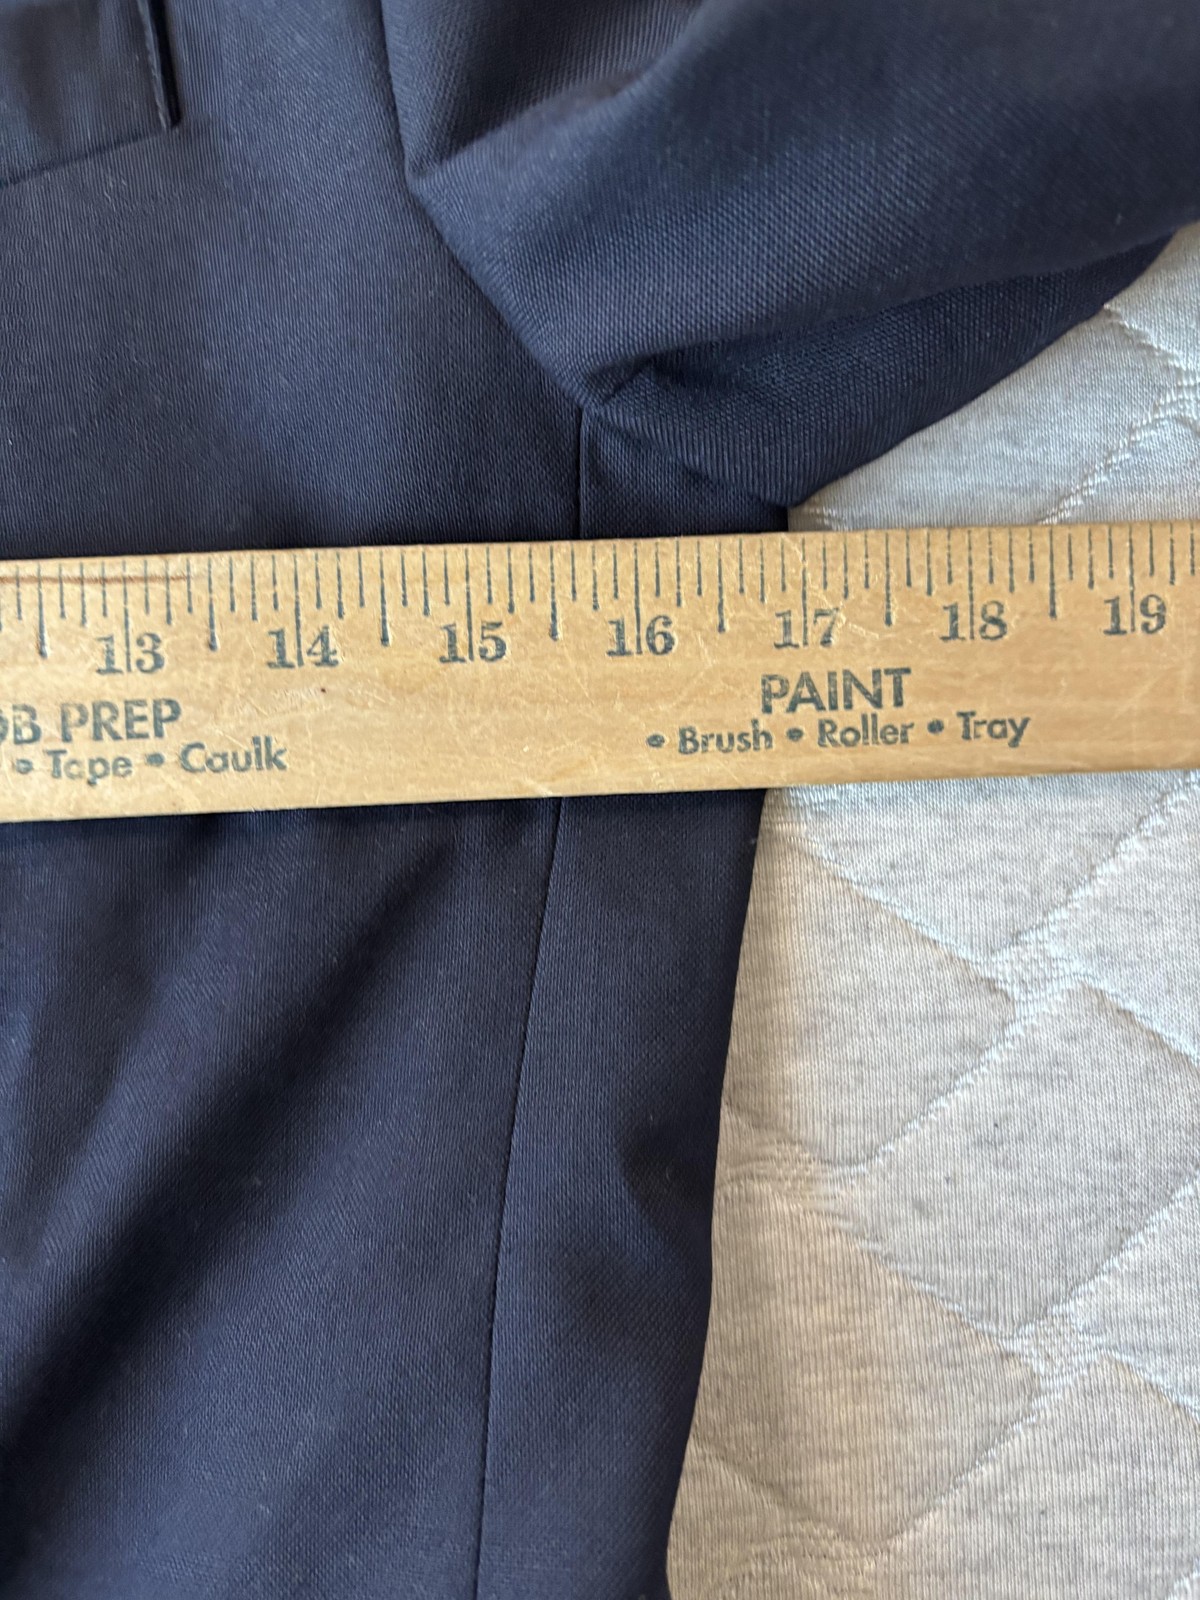 13 14 15 16 17 18 19
PREP PAINT
• Tape • Caulk • Brush • Roller • Tray